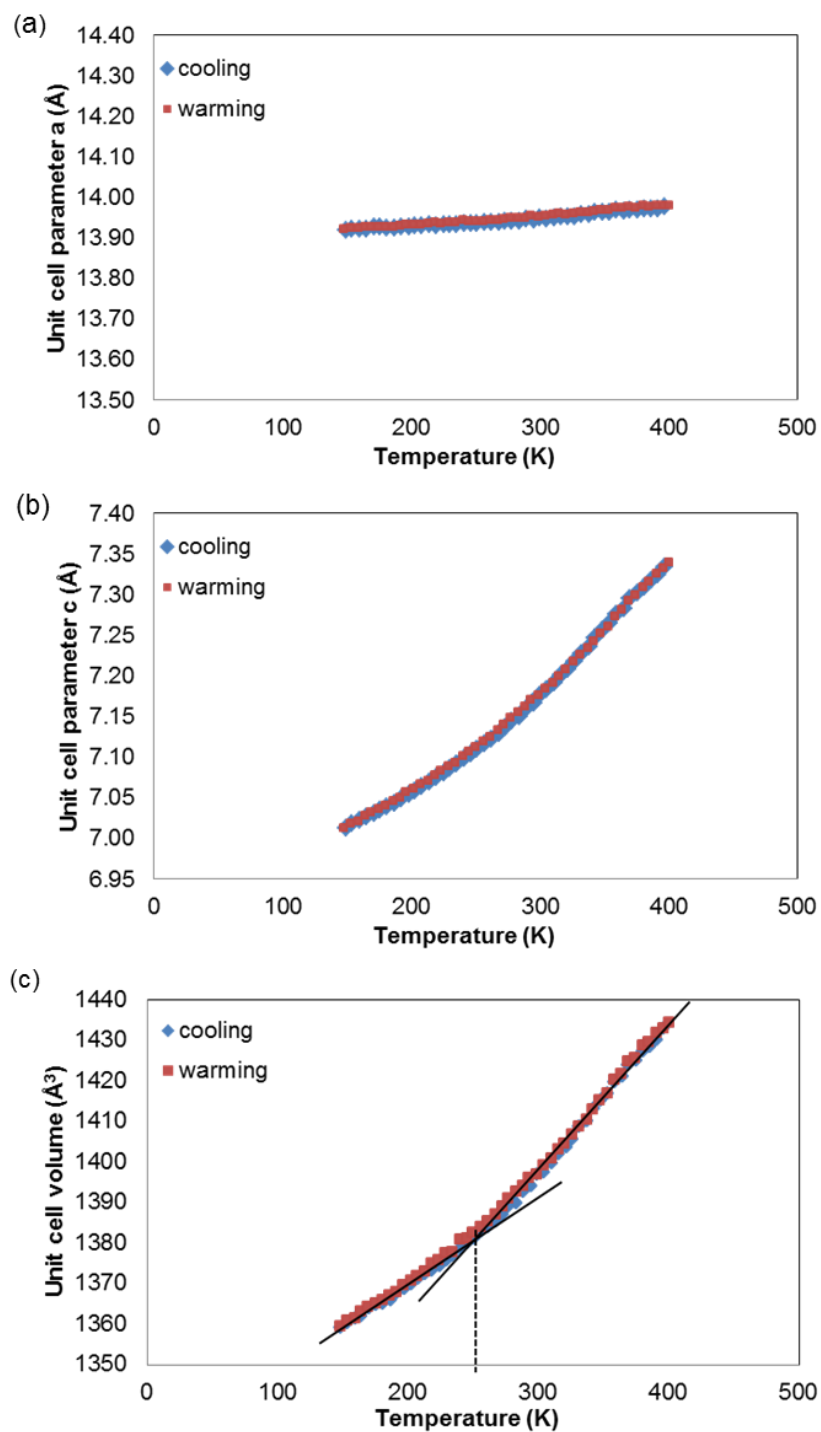 (a)
Unit cell parameter a (Å)
14.40
14.30
14.20
14.10
14.00
13.90
13.80
13.70
13.60
13.50
cooling
warming
0 100 200 300 400 500
Temperature (K)
(b)
Unit cell parameter c (Å)
7.40
7.35
7.30
7.25
7.20
7.15
7.10
7.05
7.00
6.95
cooling
warming
0 100 200 300 400 500
Temperature (K)
(c)
Unit cell volume (Å³)
1440
1430
1420
1410
1400
1390
1380
1370
1360
1350
cooling
warming
0 100 200 300 400 500
Temperature (K)